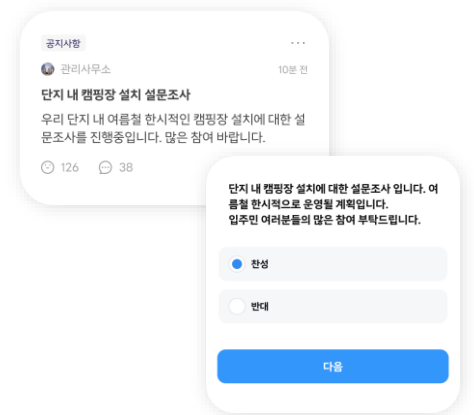 공지사항
관리사무소
10분 전
단지 내 캠핑장 설치 설문조사
우리 단지 내 여름철 한시적인 캠핑장 설치에 대한 설
문조사를 진행중입니다. 많은 참여 바랍니다.
126
38
단지 내 캠핑장 설치에 대한 설문조사 입니다. 여
름철 한시적으로 운영될 계획입니다.
입주민 여러분들의 많은 참여 부탁드립니다.
찬성
반대
다음